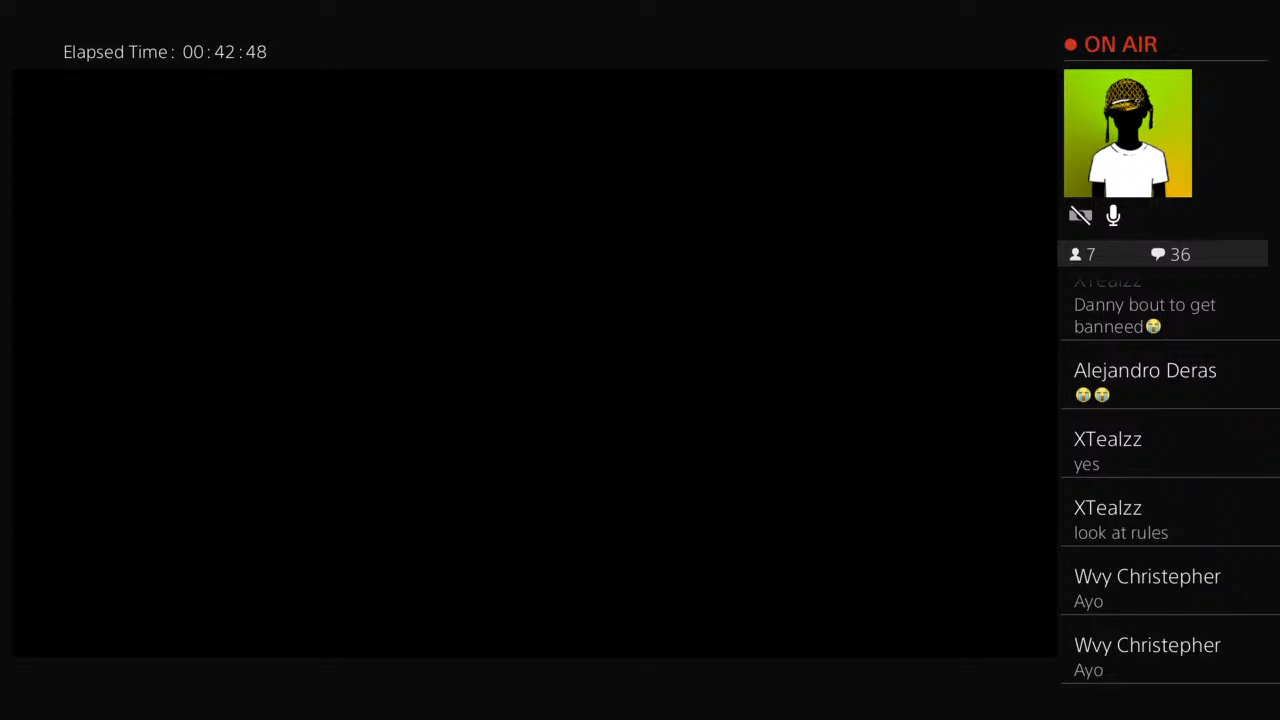 Elapsed Time: 00:42:48
ON AIR
7 36
XTealzz
Danny bout to get
banneed😭
Alejandro Deras
😭😭
XTealzz
yes
XTealzz
look at rules
Wvy Christepher
Ayo
Wvy Christepher
Ayo